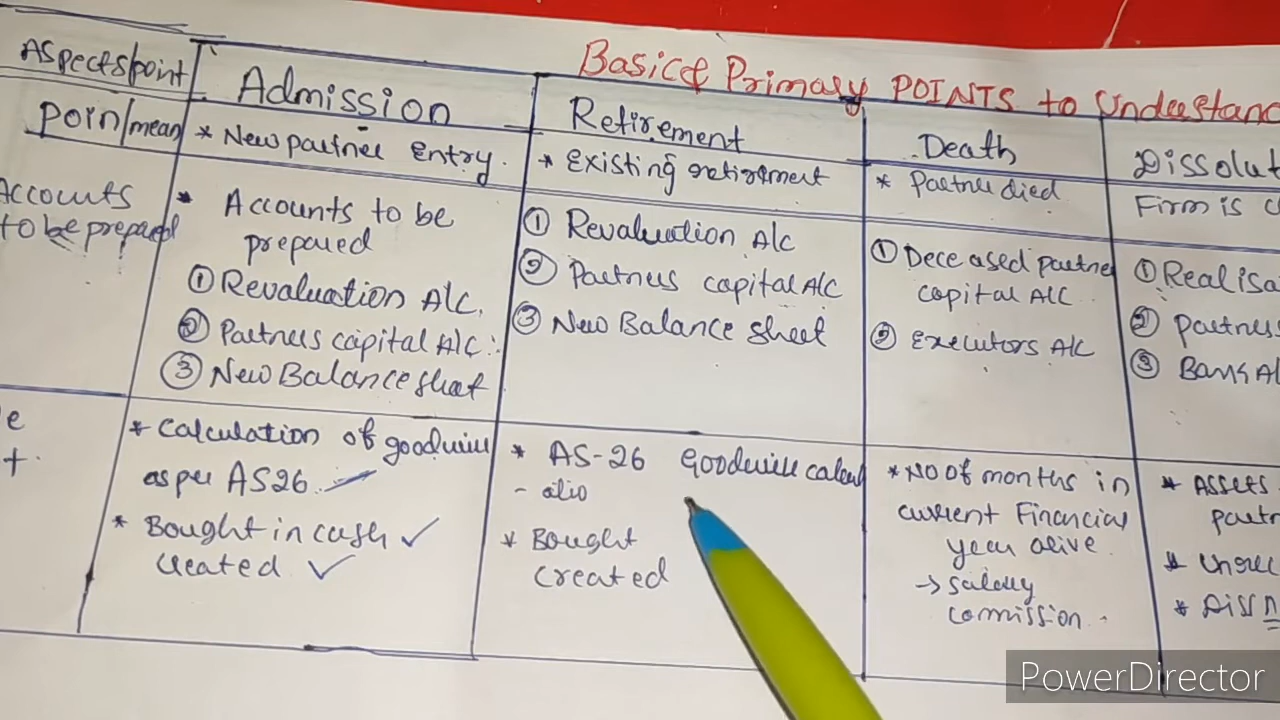 Basic & Primary POINTS to Understand
Aspects/point
Admission
Retirement
Death
Dissolut
Poin/mean
* New partner Entry.
* Existing retirement
* Partner died
Firm is c
Accounts
to be prepared
* Accounts to be
prepared
① Revaluation A/C.
② Partners capital A/C:
③ New Balance sheet
① Revaluation A/C
② Partners capital A/C
③ New Balance sheet
① Deceased partner
capital A/C
② Executors A/C
① Realisa
② partners
③ Bank A/
e
+
* Calculation of goodwill
as per AS26
* Bought in cash ✓
created ✓
* AS-26 Goodwill calcul
* Bought
created
* No of months in
current Financial
year alive
→ Salary
comission.
* Assets
partn
* Unrec
* Diss
PowerDirector